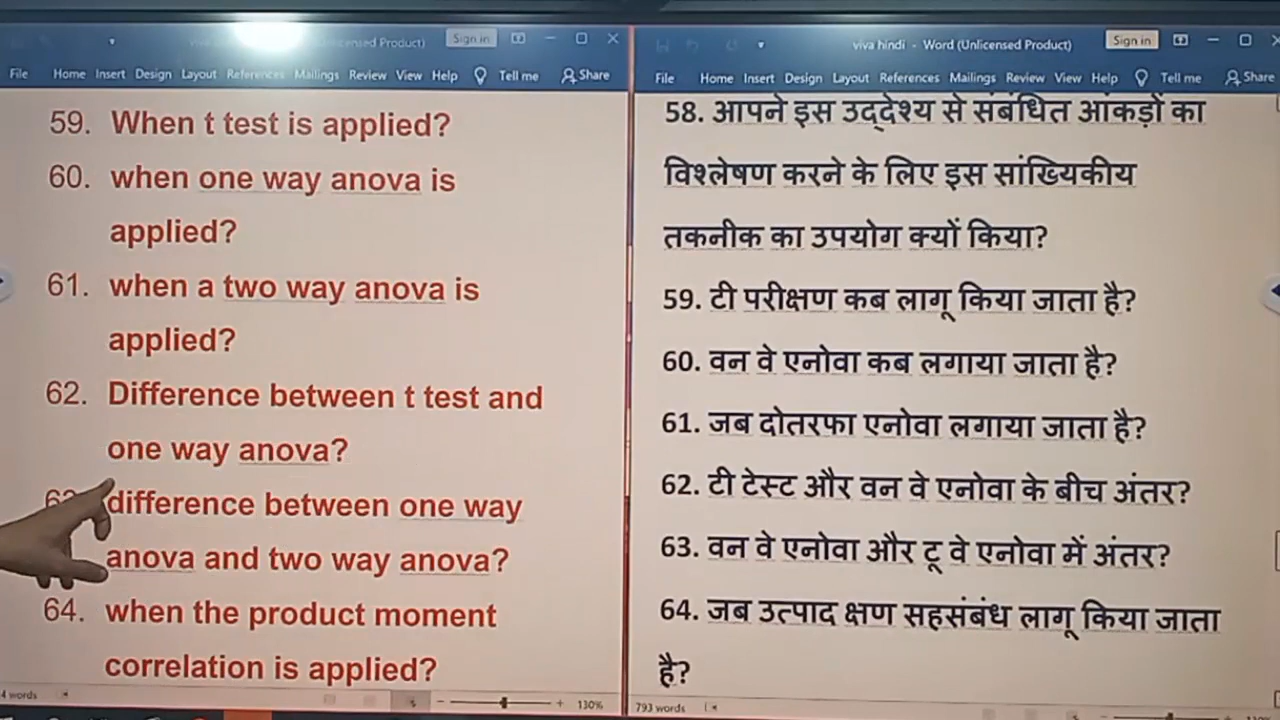 ensed Product)
Sign in
File Home Insert Design Layout References Mailings Review View Help Tell me Share
59. When t test is applied?
60. when one way anova is
applied?
61. when a two way anova is
applied?
62. Difference between t test and
one way anova?
difference between one way
anova and two way anova?
64. when the product moment
correlation is applied?
4 words
130%
viva hindi - Word (Unlicensed Product)
Sign in
File Home Insert Design Layout References Mailings Review View Help Tell me Share
58. आपने इस उद्देश्य से संबंधित आंकड़ों का
विश्लेषण करने के लिए इस सांख्यिकीय
तकनीक का उपयोग क्यों किया?
59. टी परीक्षण कब लागू किया जाता है?
60. वन वे एनोवा कब लगाया जाता है?
61. जब दोतरफा एनोवा लगाया जाता है?
62. टी टेस्ट और वन वे एनोवा के बीच अंतर?
63. वन वे एनोवा और टू वे एनोवा में अंतर?
64. जब उत्पाद क्षण सहसंबंध लागू किया जाता
है?
793 words